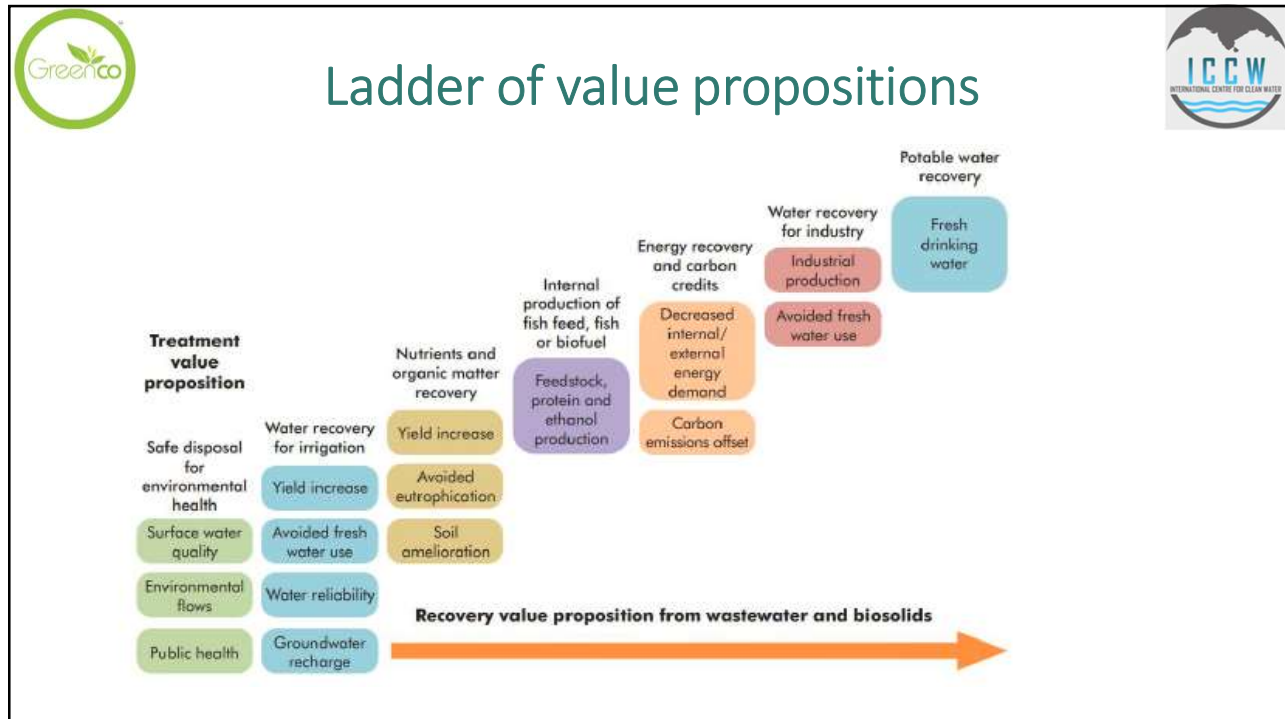 Greenco
Ladder of value propositions
ICCW
INTERNATIONAL CENTRE FOR CLEAN WATER
Treatment
value
proposition
Safe disposal
for
environmental
health
Surface water
quality
Environmental
flows
Public health
Water recovery
for irrigation
Yield increase
Avoided fresh
water use
Water reliability
Groundwater
recharge
Nutrients and
organic matter
recovery
Yield increase
Avoided
eutrophication
Soil
amelioration
Internal
production of
fish feed, fish
or biofuel
Feedstock,
protein and
ethanol
production
Energy recovery
and carbon
credits
Decreased
internal/
external
energy
demand
Carbon
emissions offset
Water recovery
for industry
Industrial
production
Avoided fresh
water use
Potable water
recovery
Fresh
drinking
water
Recovery value proposition from wastewater and biosolids